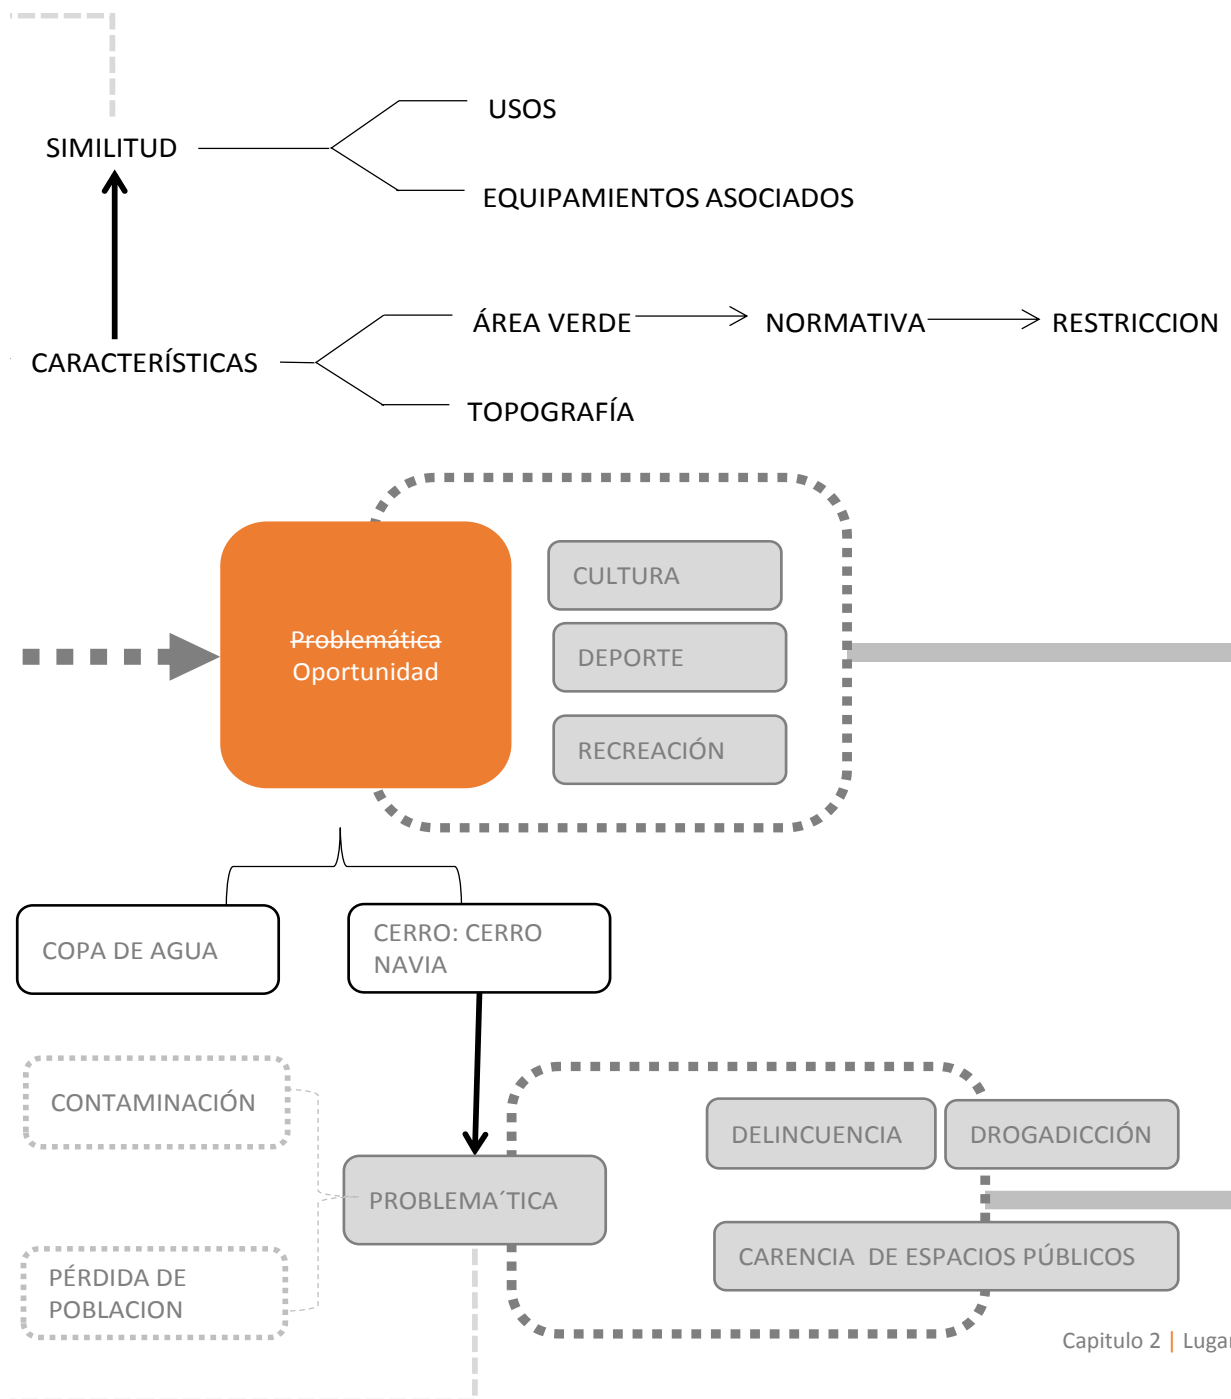 USOS
SIMILITUD
EQUIPAMIENTOS ASOCIADOS
ÁREA VERDE
NORMATIVA
RESTRICCION
CARACTERÍSTICAS
TOPOGRAFÍA
CULTURA
Problemática
Oportunidad
DEPORTE
RECREACIÓN
COPA DE AGUA
CERRO: CERRO
NAVIA
CONTAMINACIÓN
DELINCUENCIA
DROGADICCIÓN
PROBLEMA´TICA
CARENCIA DE ESPACIOS PÚBLICOS
PÉRDIDA DE
POBLACION
Capitulo 2 | Lugar